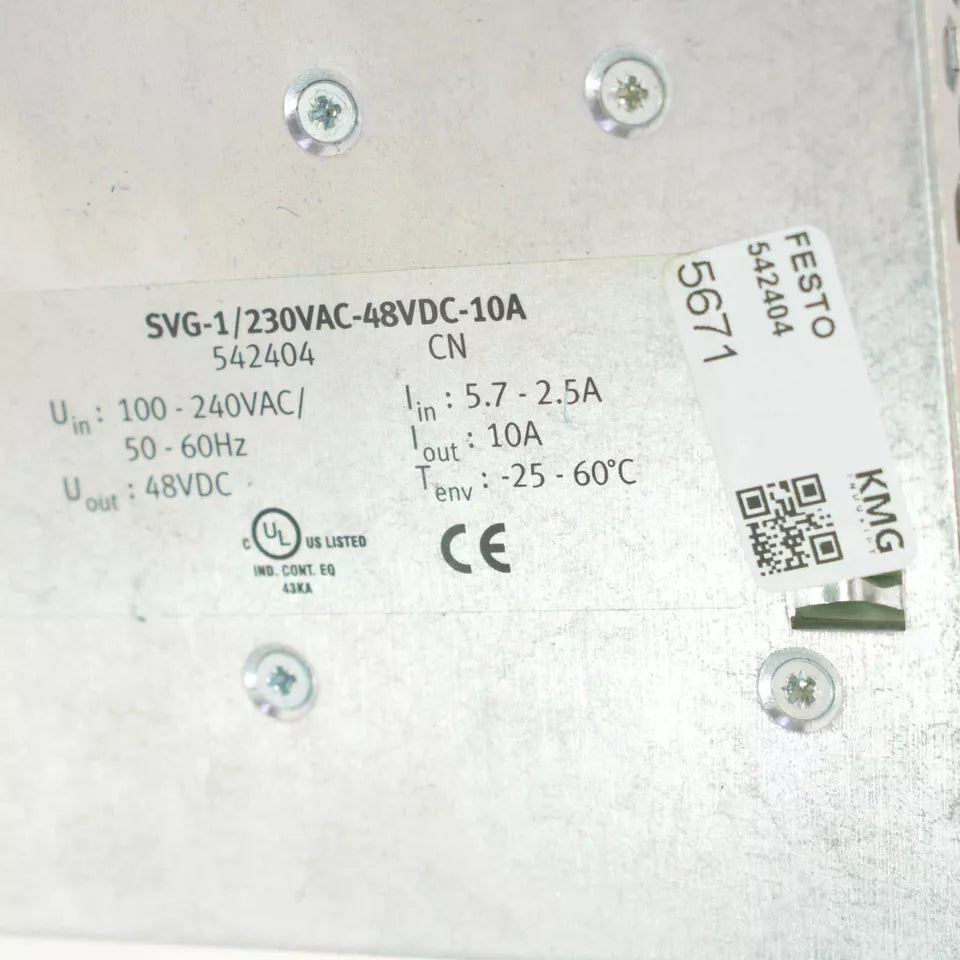 SVG-1/230VAC-48VDC-10A
542404 CN
Uin : 100 - 240VAC/
50 - 60Hz
Uout : 48VDC
Iin : 5.7 - 2.5A
Iout : 10A
Tenv : -25 - 60°C
c UL US LISTED
IND. CONT. EQ
43KA
CE
FESTO
542404
5671
KMG